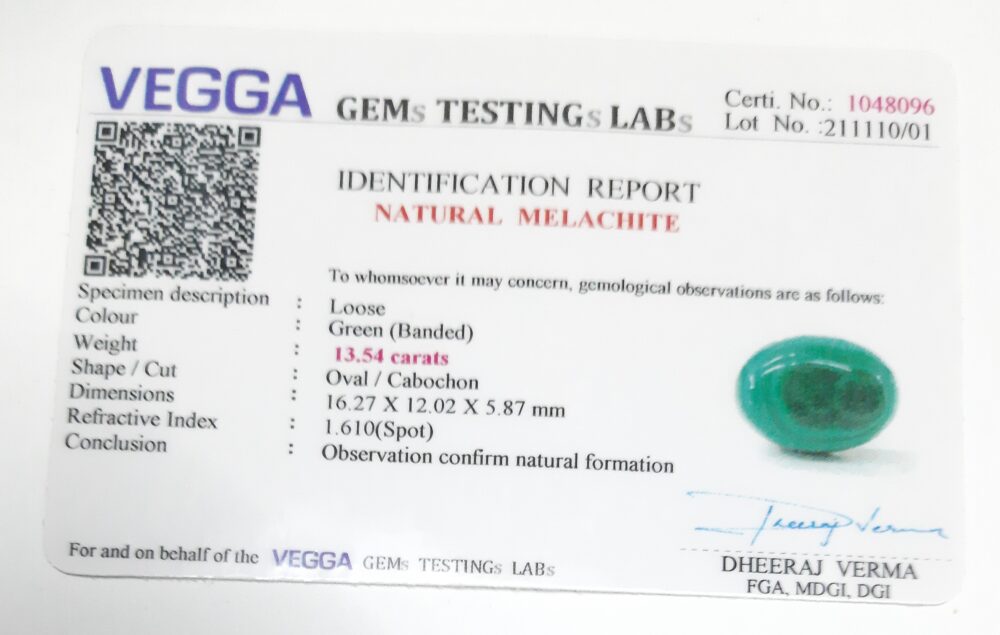 VEGGA GEMs TESTINGs LABs
Certi. No.: 1048096
Lot No. :211110/01
IDENTIFICATION REPORT
NATURAL MELACHITE
To whomsoever it may concern, gemological observations are as follows:
Specimen description : Loose
Colour : Green (Banded)
Weight : 13.54 carats
Shape / Cut : Oval / Cabochon
Dimensions : 16.27 X 12.02 X 5.87 mm
Refractive Index : 1.610(Spot)
Conclusion : Observation confirm natural formation
Dheeraj Verma
For and on behalf of the VEGGA GEMs TESTINGs LABs
DHEERAJ VERMA
FGA, MDGI, DGI